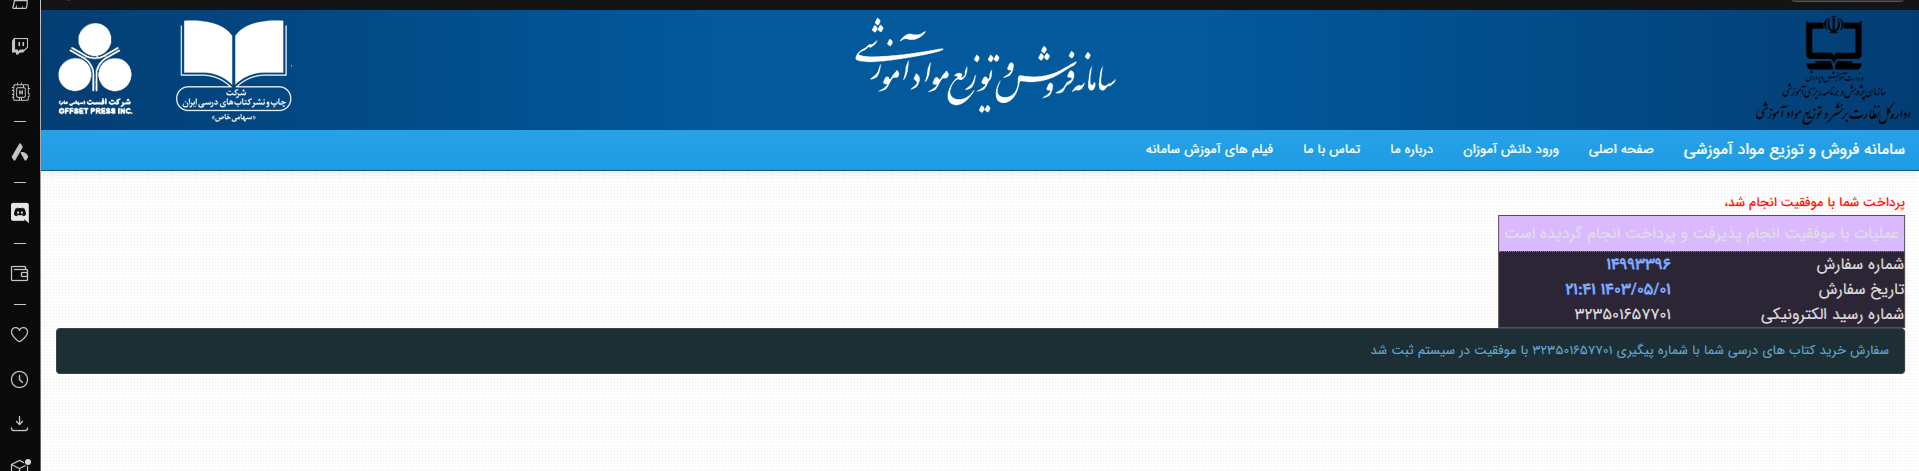 شرکت افست (سهامی عام)
OFFSET PRESS INC.
شرکت
چاپ و نشر کتاب‌های درسی ایران
«سهامی خاص»
سامانه فروش و توزیع مواد آموزشی
وزارت آموزش و پرورش
سازمان پژوهش و برنامه ریزی آموزشی
اداره کل نظارت بر نشر و توزیع مواد آموزشی
سامانه فروش و توزیع مواد آموزشی صفحه اصلی ورود دانش آموزان درباره ما تماس با ما فیلم های آموزش سامانه
پرداخت شما با موفقیت انجام شد،
عملیات با موفقیت انجام پذیرفت و پرداخت انجام گردیده است
شماره سفارش ۱۴۹۹۳۳۹۶
تاریخ سفارش ۱۴۰۳/۰۵/۰۱ ۲۱:۴۱
شماره رسید الکترونیکی ۳۲۳۵۰۱۶۵۷۷۰۱
سفارش خرید کتاب های درسی شما با شماره پیگیری ۳۲۳۵۰۱۶۵۷۷۰۱ با موفقیت در سیستم ثبت شد